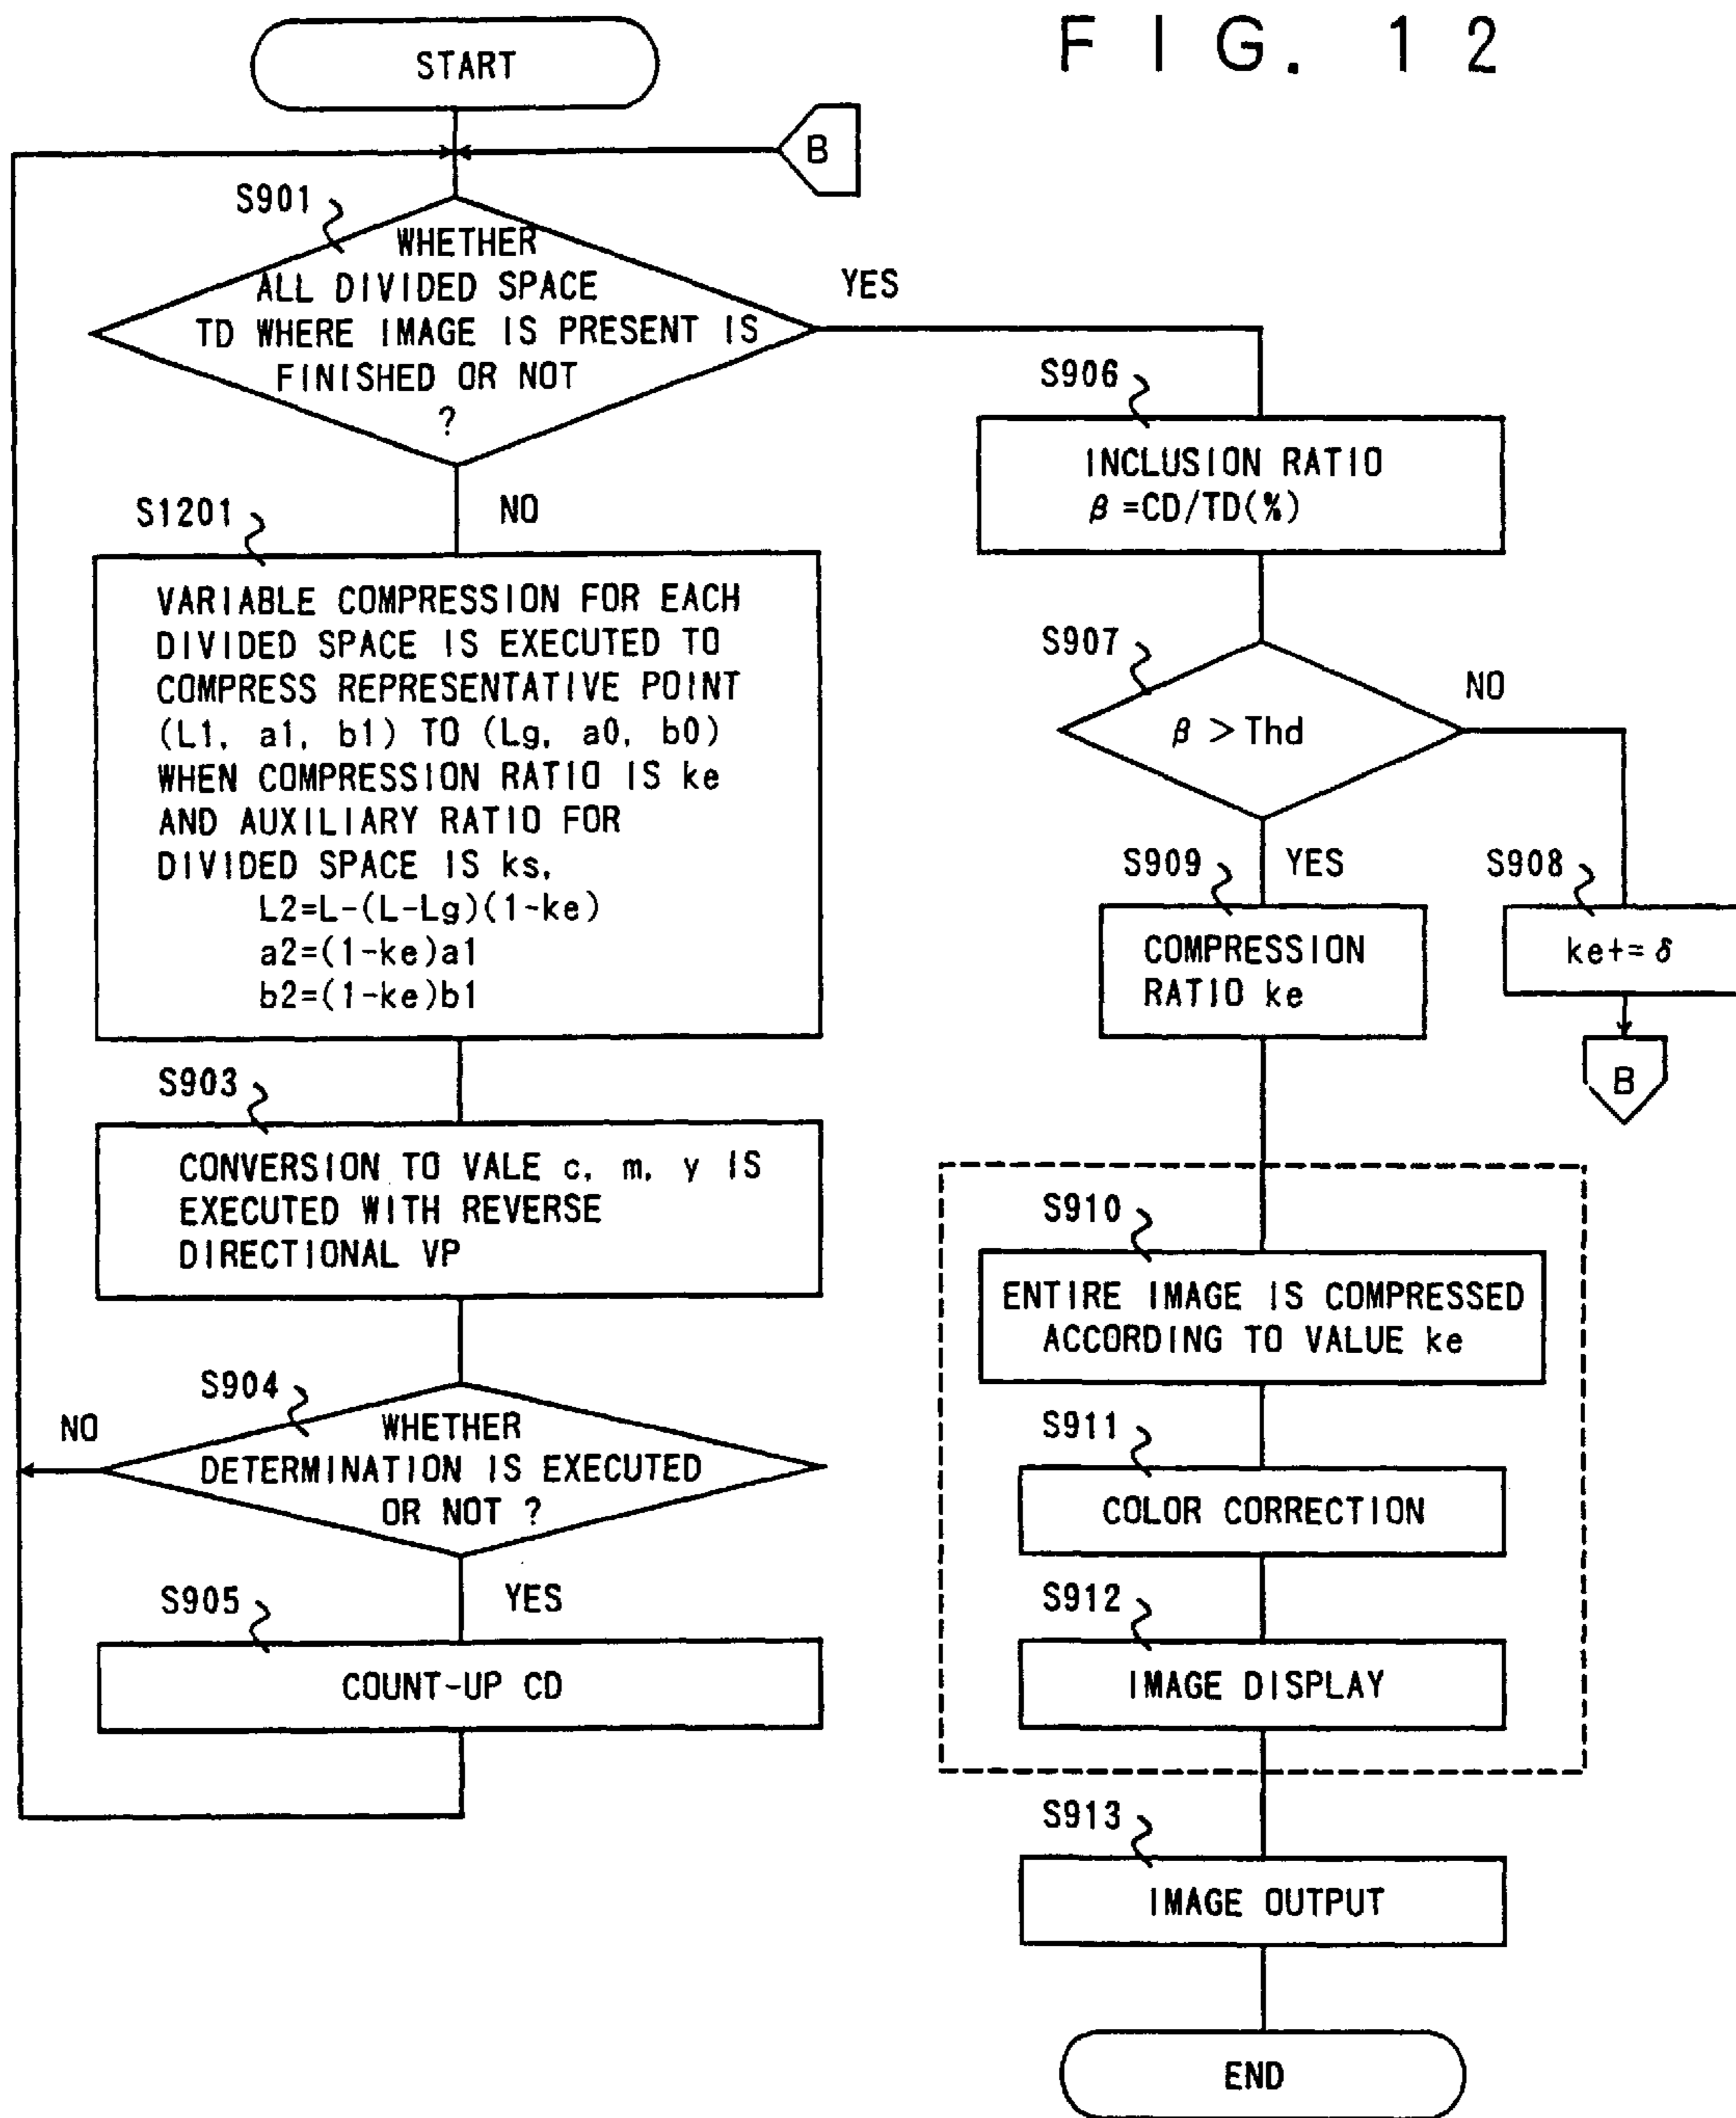 FIG. 12
START
B
S901
WHETHER
ALL DIVIDED SPACE
TD WHERE IMAGE IS PRESENT IS
FINISHED OR NOT
?
YES
NO
S1201
VARIABLE COMPRESSION FOR EACH
DIVIDED SPACE IS EXECUTED TO
COMPRESS REPRESENTATIVE POINT
(L1, a1, b1) TO (Lg, a0, b0)
WHEN COMPRESSION RATIO IS ke
AND AUXILIARY RATIO FOR
DIVIDED SPACE IS ks,
L2=L-(L-Lg)(1-ke)
a2=(1-ke)a1
b2=(1-ke)b1
S903
CONVERSION TO VALE c, m, y IS
EXECUTED WITH REVERSE
DIRECTIONAL VP
S904
WHETHER
DETERMINATION IS EXECUTED
OR NOT ?
NO
YES
S905
COUNT-UP CD
S906
INCLUSION RATIO
β=CD/TD(%)
S907
β > Thd
NO
YES
S909
COMPRESSION
RATIO ke
S908
ke+=δ
B
S910
ENTIRE IMAGE IS COMPRESSED
ACCORDING TO VALUE ke
S911
COLOR CORRECTION
S912
IMAGE DISPLAY
S913
IMAGE OUTPUT
END